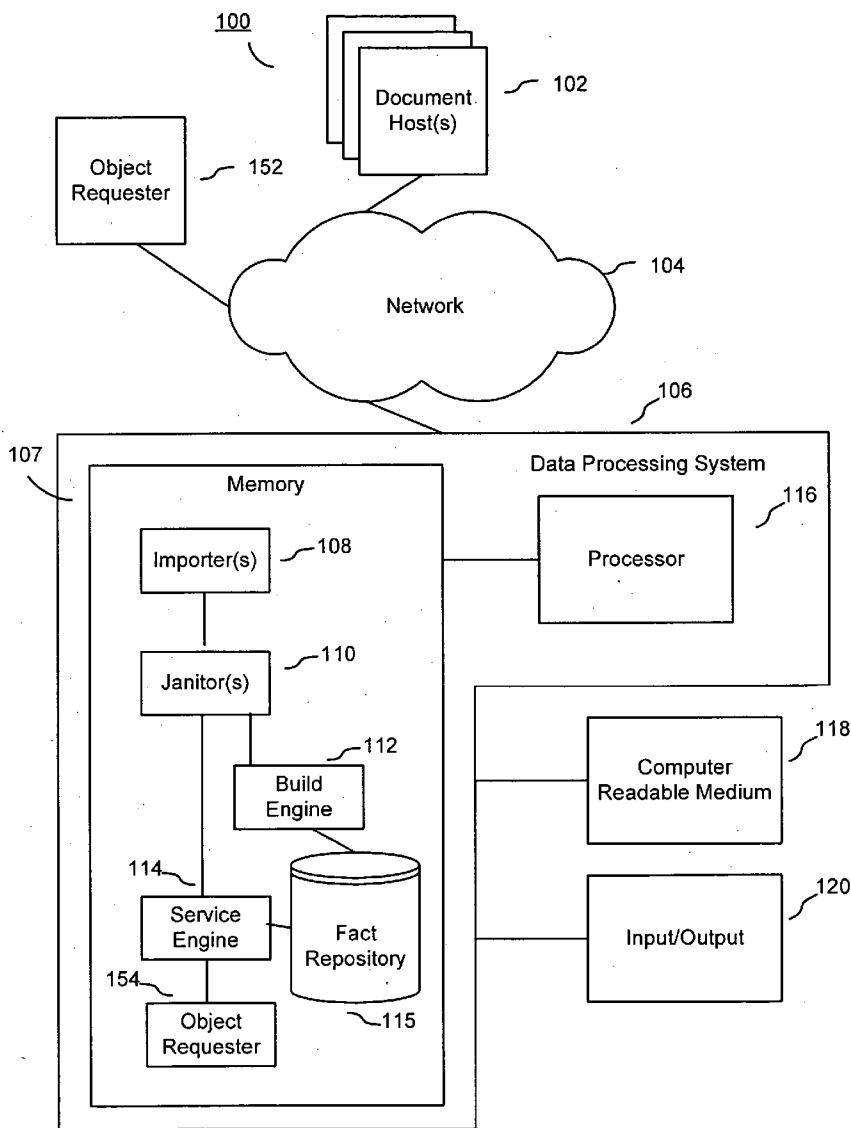 100
Document
Host(s)
102
Object
Requester
152
Network
104
106
107
Data Processing System
Memory
116
Importer(s)
108
Processor
Janitor(s)
110
112
Build
Engine
118
Computer
Readable Medium
114
Service
Engine
Fact
Repository
120
Input/Output
154
Object
Requester
115